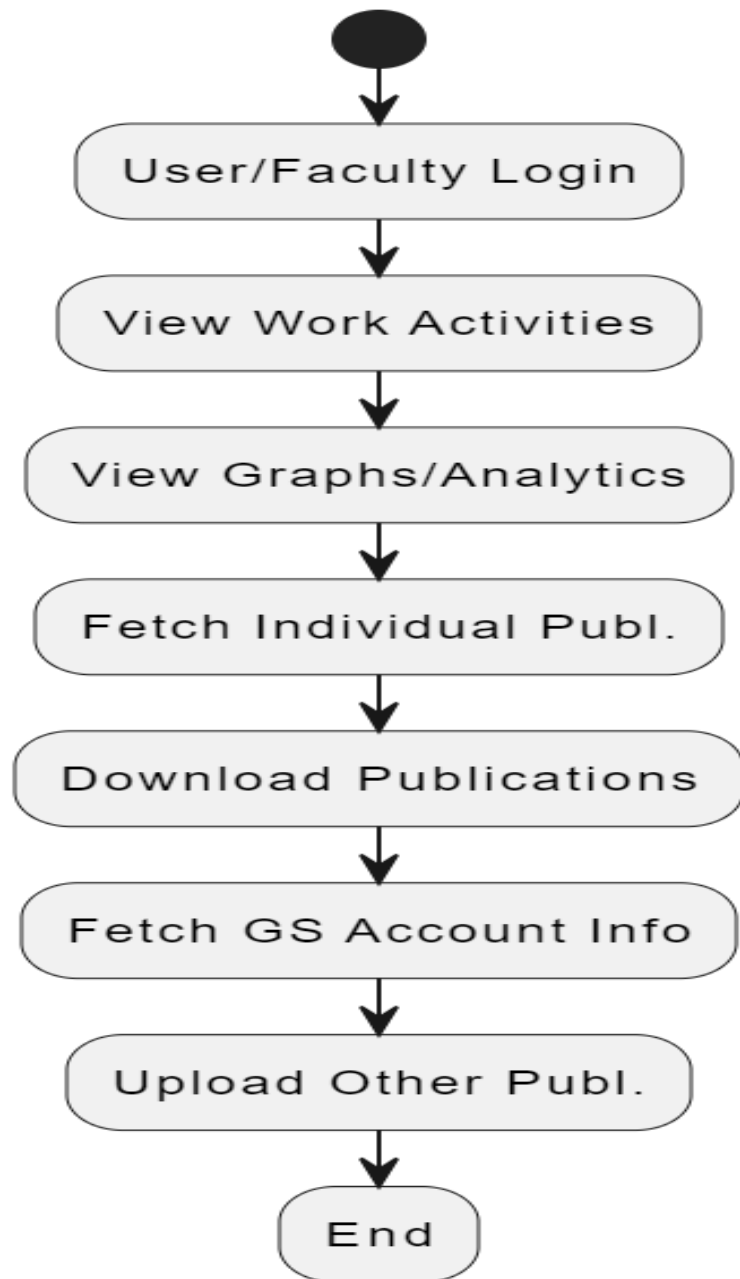 User/Faculty Login
View Work Activities
View Graphs/Analytics
Fetch Individual Publ.
Download Publications
Fetch GS Account Info
Upload Other Publ.
End